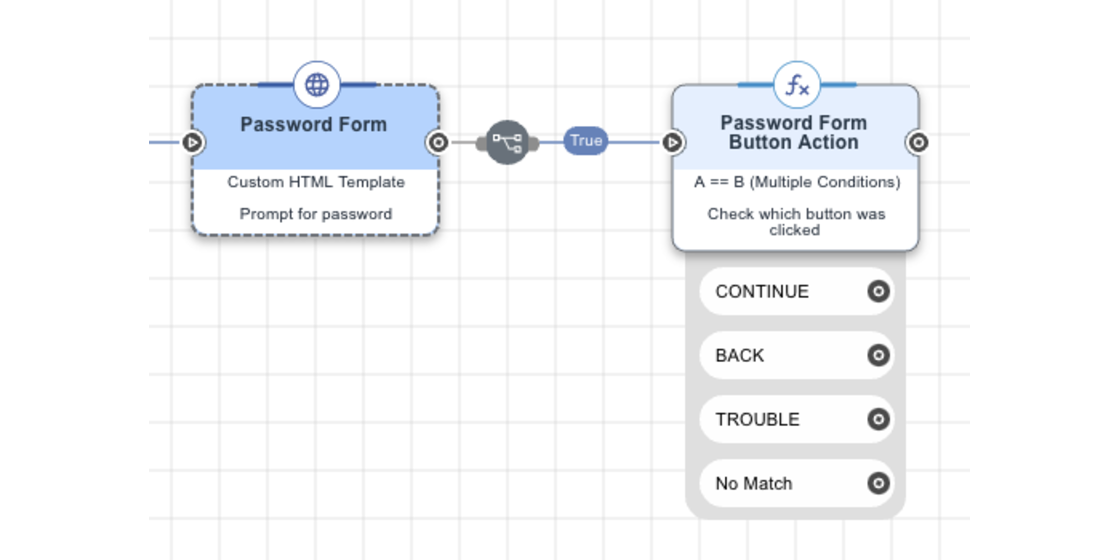 Password Form
Custom HTML Template
Prompt for password
True
Password Form
Button Action
A == B (Multiple Conditions)
Check which button was
clicked
CONTINUE
BACK
TROUBLE
No Match